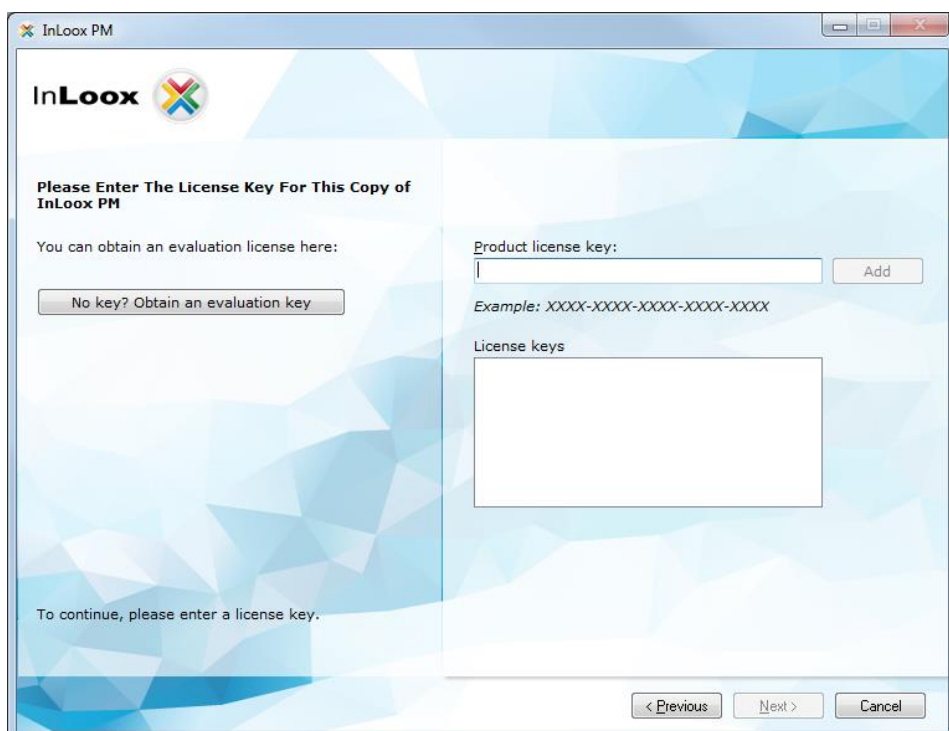 InLoox PM
InLoox
Please Enter The License Key For This Copy of
InLoox PM
You can obtain an evaluation license here:
No key? Obtain an evaluation key
Product license key:
Add
Example: XXXX-XXXX-XXXX-XXXX-XXXX
License keys
To continue, please enter a license key.
< Previous
Next >
Cancel